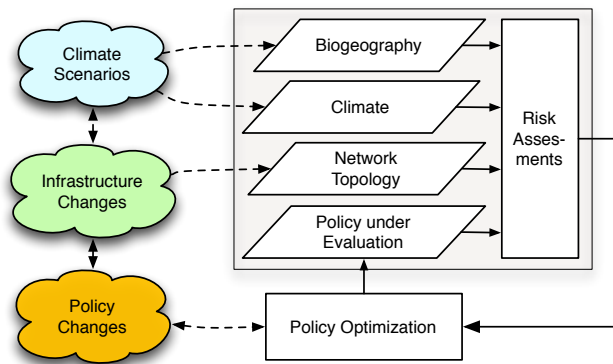 Climate
Scenarios
Biogeography
Climate
Risk
Asses-
ments
Infrastructure
Changes
Network
Topology
Policy under
Evaluation
Policy
Changes
Policy Optimization